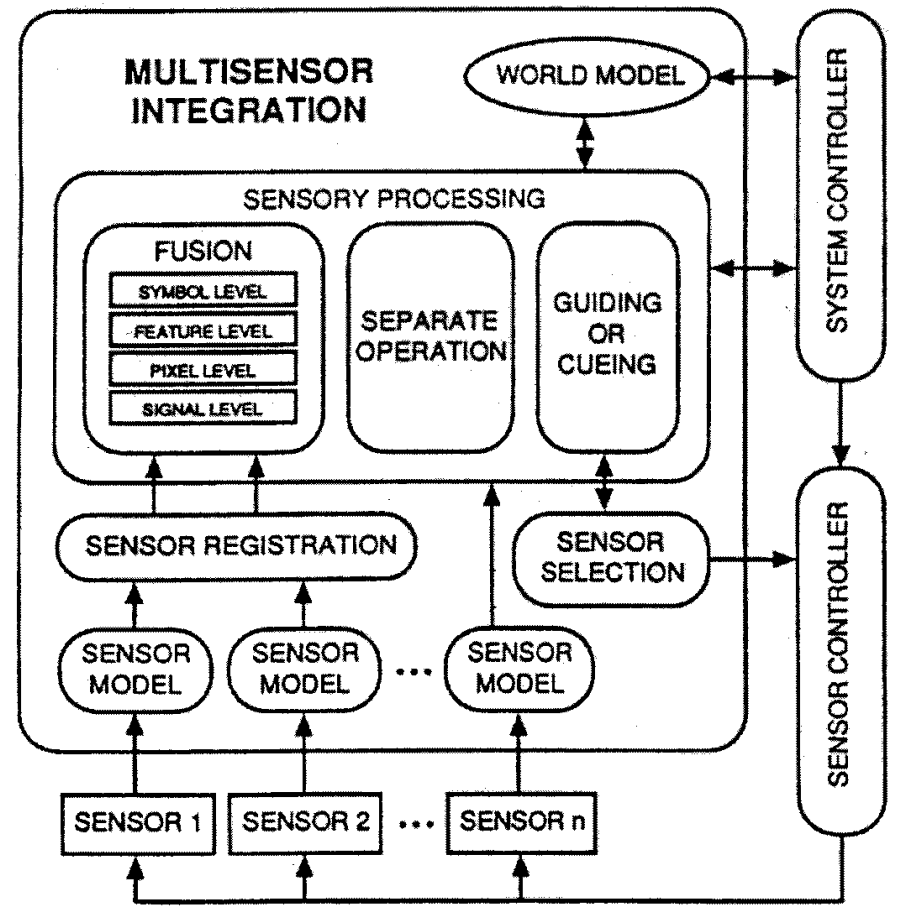 MULTISENSOR
INTEGRATION
WORLD MODEL
SYSTEM CONTROLLER
SENSORY PROCESSING
FUSION
SYMBOL LEVEL
FEATURE LEVEL
PIXEL LEVEL
SIGNAL LEVEL
SEPARATE
OPERATION
GUIDING
OR
CUEING
SENSOR REGISTRATION
SENSOR
SELECTION
SENSOR CONTROLLER
SENSOR
MODEL
SENSOR
MODEL
...
SENSOR
MODEL
SENSOR 1
SENSOR 2
...
SENSOR n